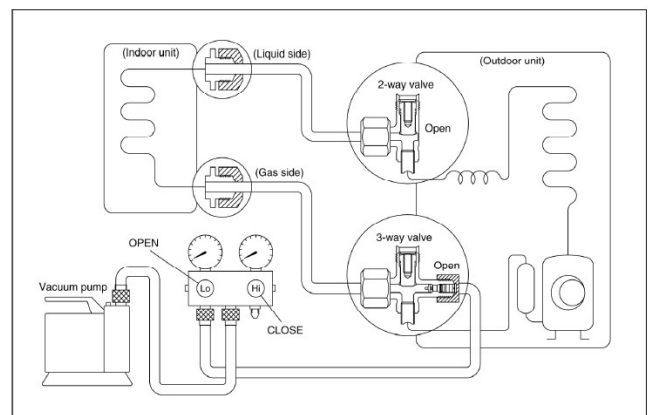 (Indoor unit)
(Liquid side)
(Outdoor unit)
2-way valve
Open
(Gas side)
3-way valve
Open
OPEN
Vacuum pump
Lo
Hi
CLOSE